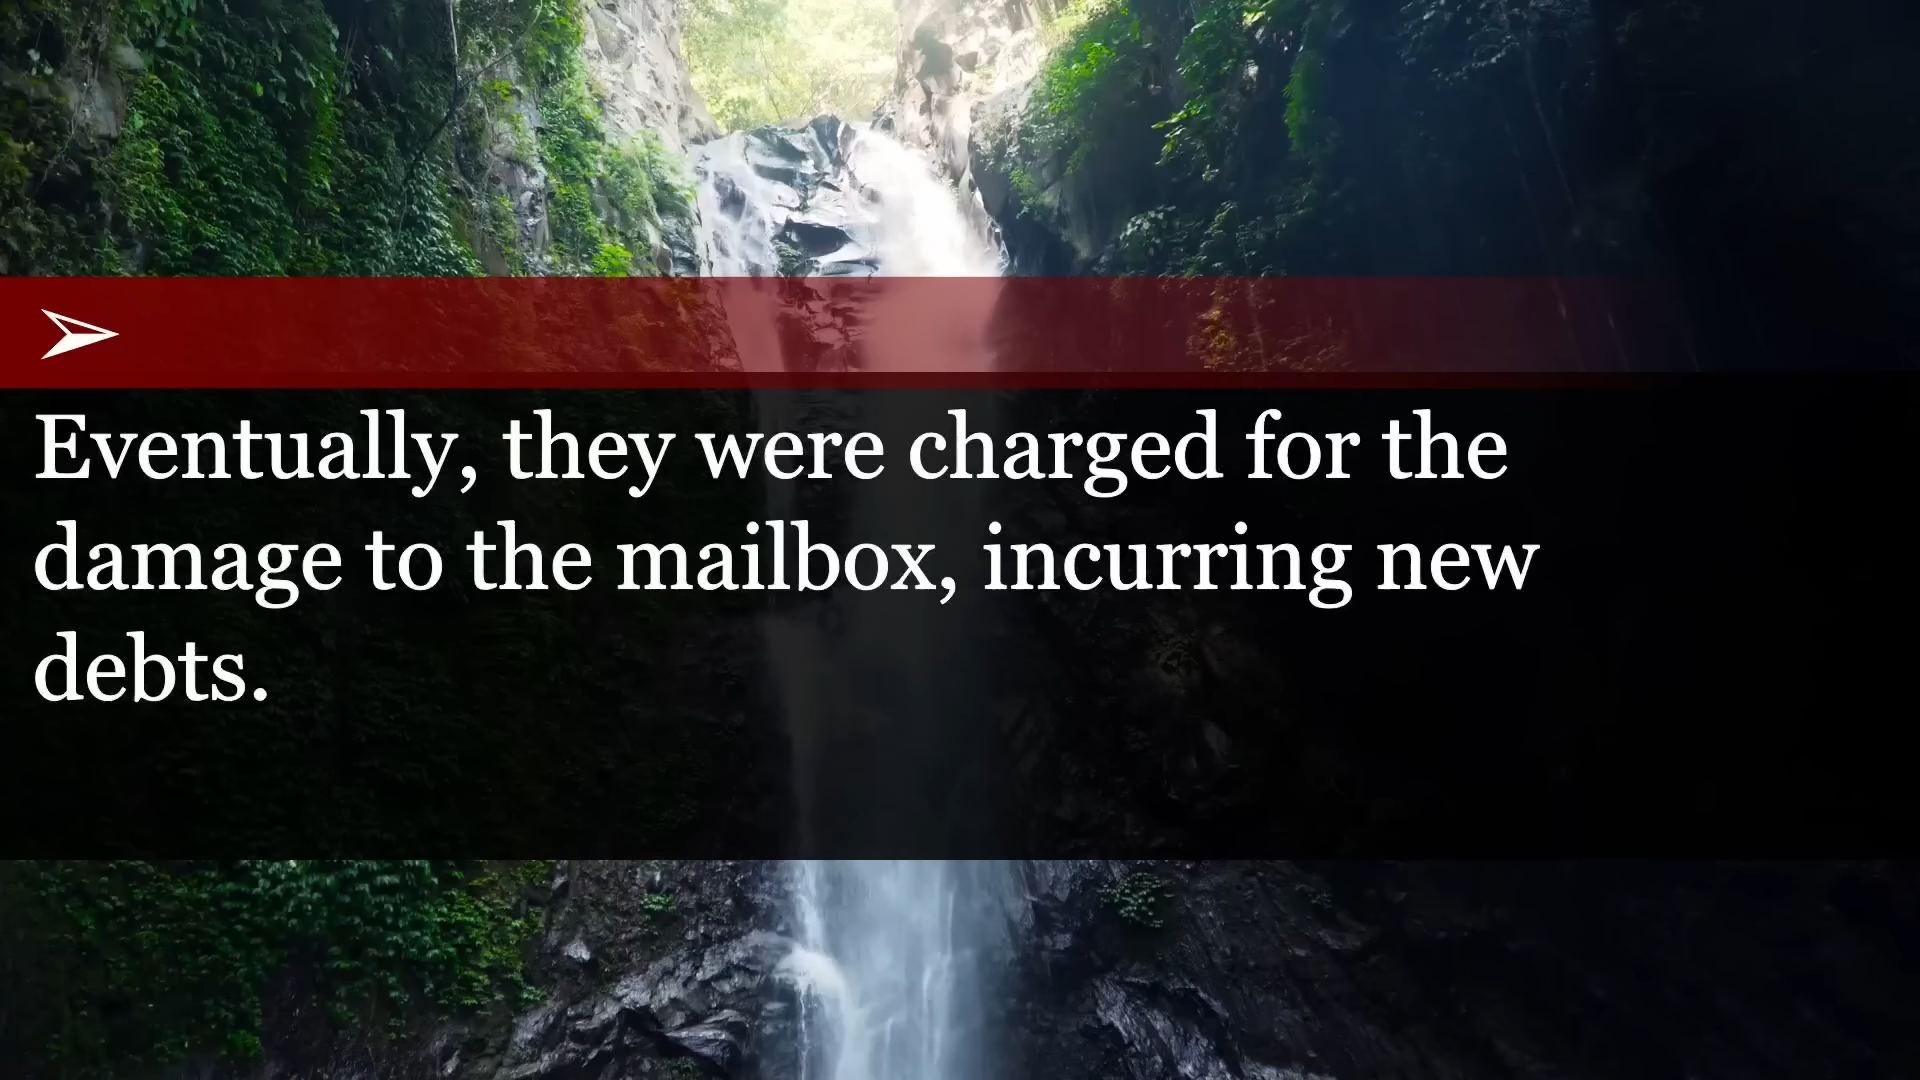 Eventually, they were charged for the
damage to the mailbox, incurring new
debts.